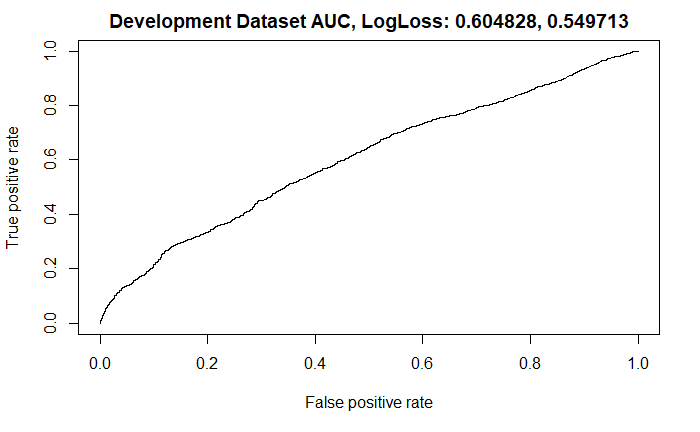 Development Dataset AUC, LogLoss: 0.604828, 0.549713
True positive rate
1.0
0.8
0.6
0.4
0.2
0.0
0.0 0.2 0.4 0.6 0.8 1.0
False positive rate